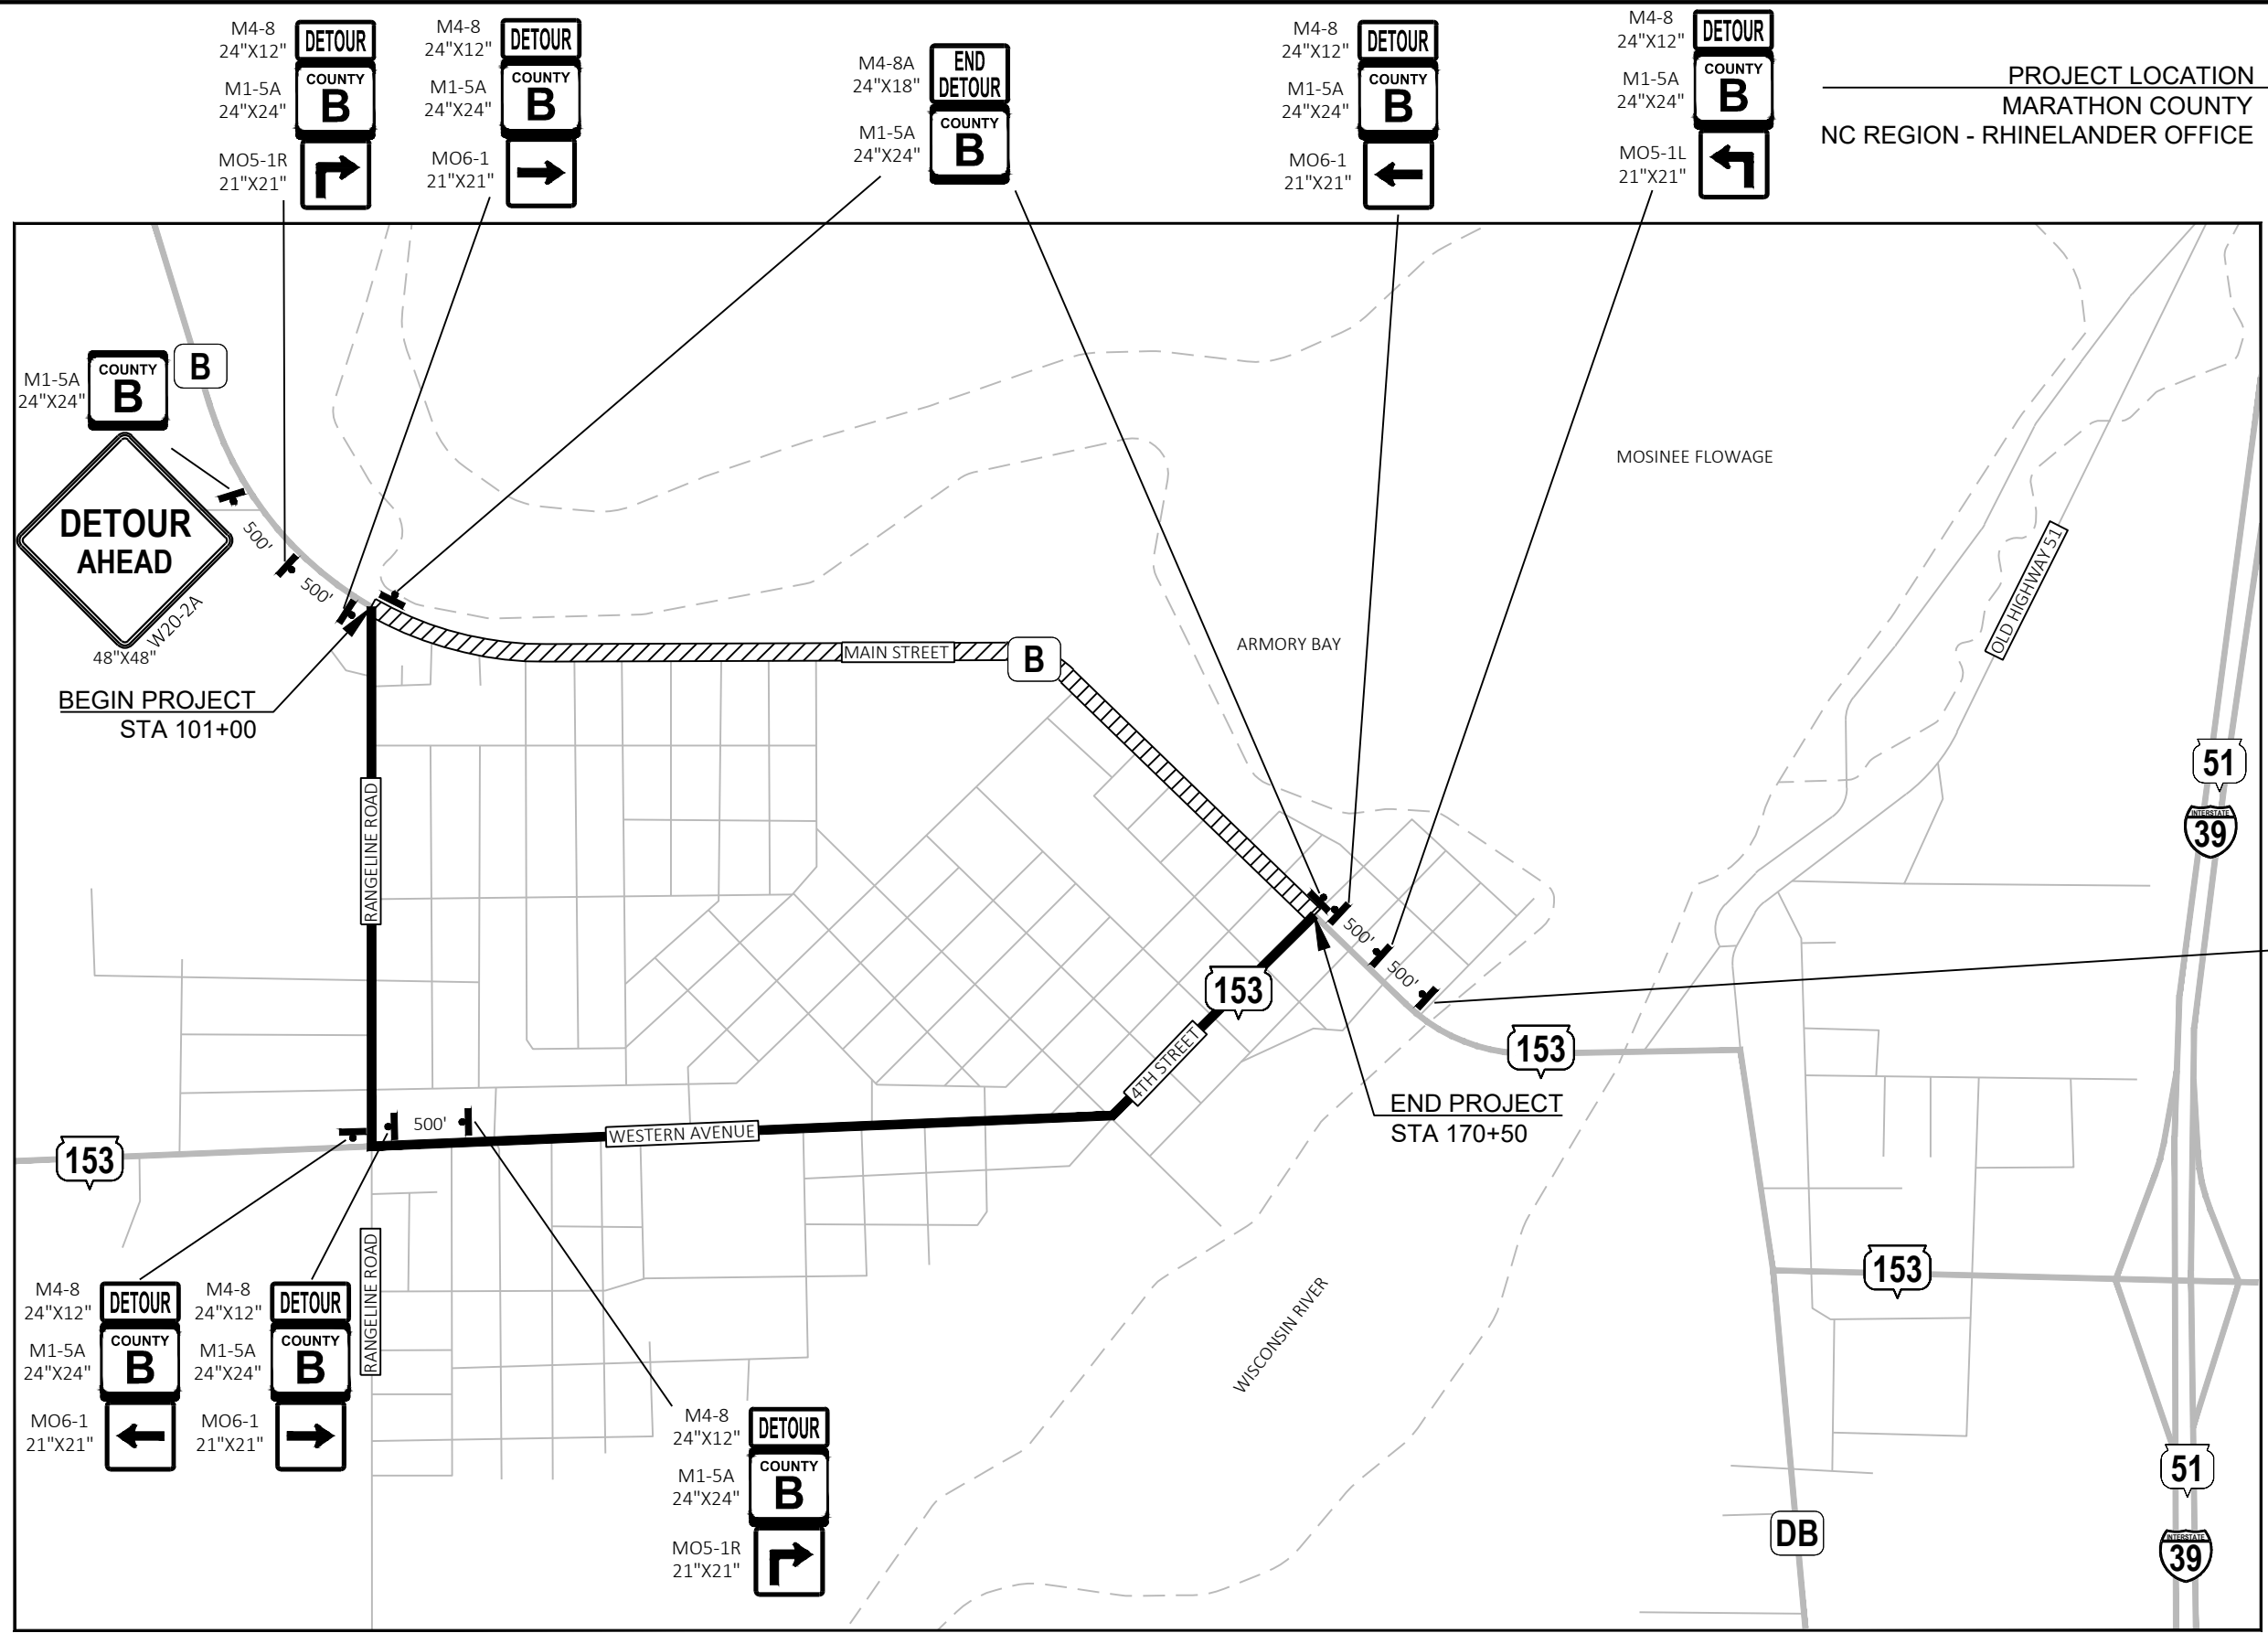 M4-8
24"X12"
DETOUR
M1-5A
24"X24"
COUNTY
B
MO5-1R
21"X21"
M4-8
24"X12"
DETOUR
M1-5A
24"X24"
COUNTY
B
MO6-1
21"X21"
M4-8A
24"X18"
END
DETOUR
M1-5A
24"X24"
COUNTY
B
M4-8
24"X12"
DETOUR
M1-5A
24"X24"
COUNTY
B
MO6-1
21"X21"
M4-8
24"X12"
DETOUR
M1-5A
24"X24"
COUNTY
B
MO5-1L
21"X21"
PROJECT LOCATION
MARATHON COUNTY
NC REGION - RHINELANDER OFFICE
M1-5A
24"X24"
COUNTY
B
B
DETOUR
AHEAD
W20-2A
48"X48"
500'
500'
BEGIN PROJECT
STA 101+00
MAIN STREET
B
MOSINEE FLOWAGE
ARMORY BAY
OLD HIGHWAY 51
51
INTERSTATE
39
RANGELINE ROAD
500'
500'
153
4TH STREET
153
END PROJECT
STA 170+50
153
500'
WESTERN AVENUE
RANGELINE ROAD
WISCONSIN RIVER
153
M4-8
24"X12"
DETOUR
M1-5A
24"X24"
COUNTY
B
MO6-1
21"X21"
M4-8
24"X12"
DETOUR
M1-5A
24"X24"
COUNTY
B
MO6-1
21"X21"
M4-8
24"X12"
DETOUR
M1-5A
24"X24"
COUNTY
B
MO5-1R
21"X21"
DB
51
INTERSTATE
39